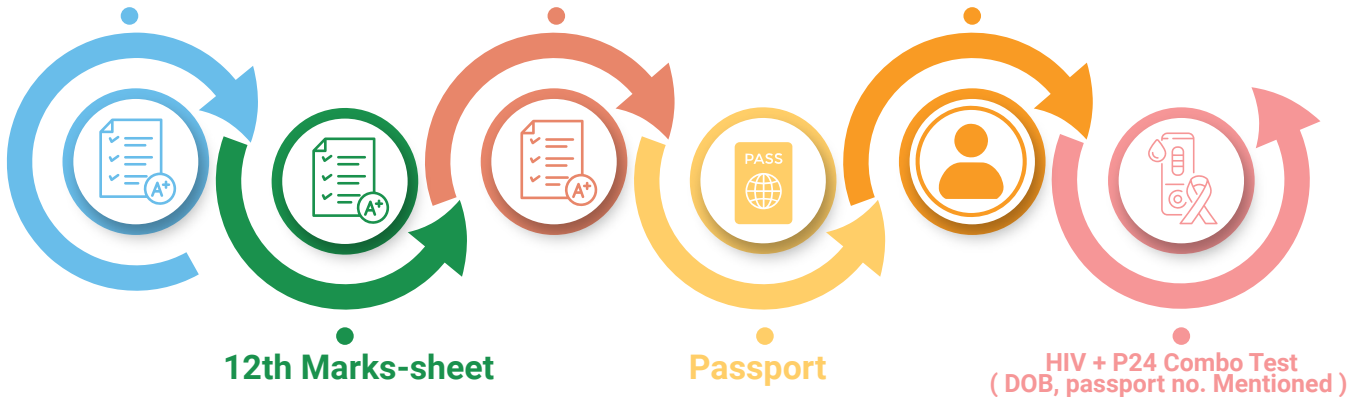 A+
A+
A+
PASS
12th Marks-sheet
Passport
HIV + P24 Combo Test
( DOB, passport no. Mentioned )